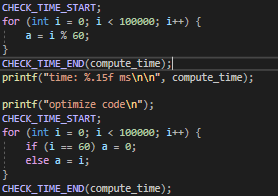 CHECK_TIME_START;
for (int i = 0; i < 100000; i++) {
    a = i % 60;
}
CHECK_TIME_END(compute_time);
printf("time: %.15f ms\n\n", compute_time);

printf("optimize code\n");
CHECK_TIME_START;
for (int i = 0; i < 100000; i++) {
    if (i == 60) a = 0;
    else a = i;
}
CHECK_TIME_END(compute_time);